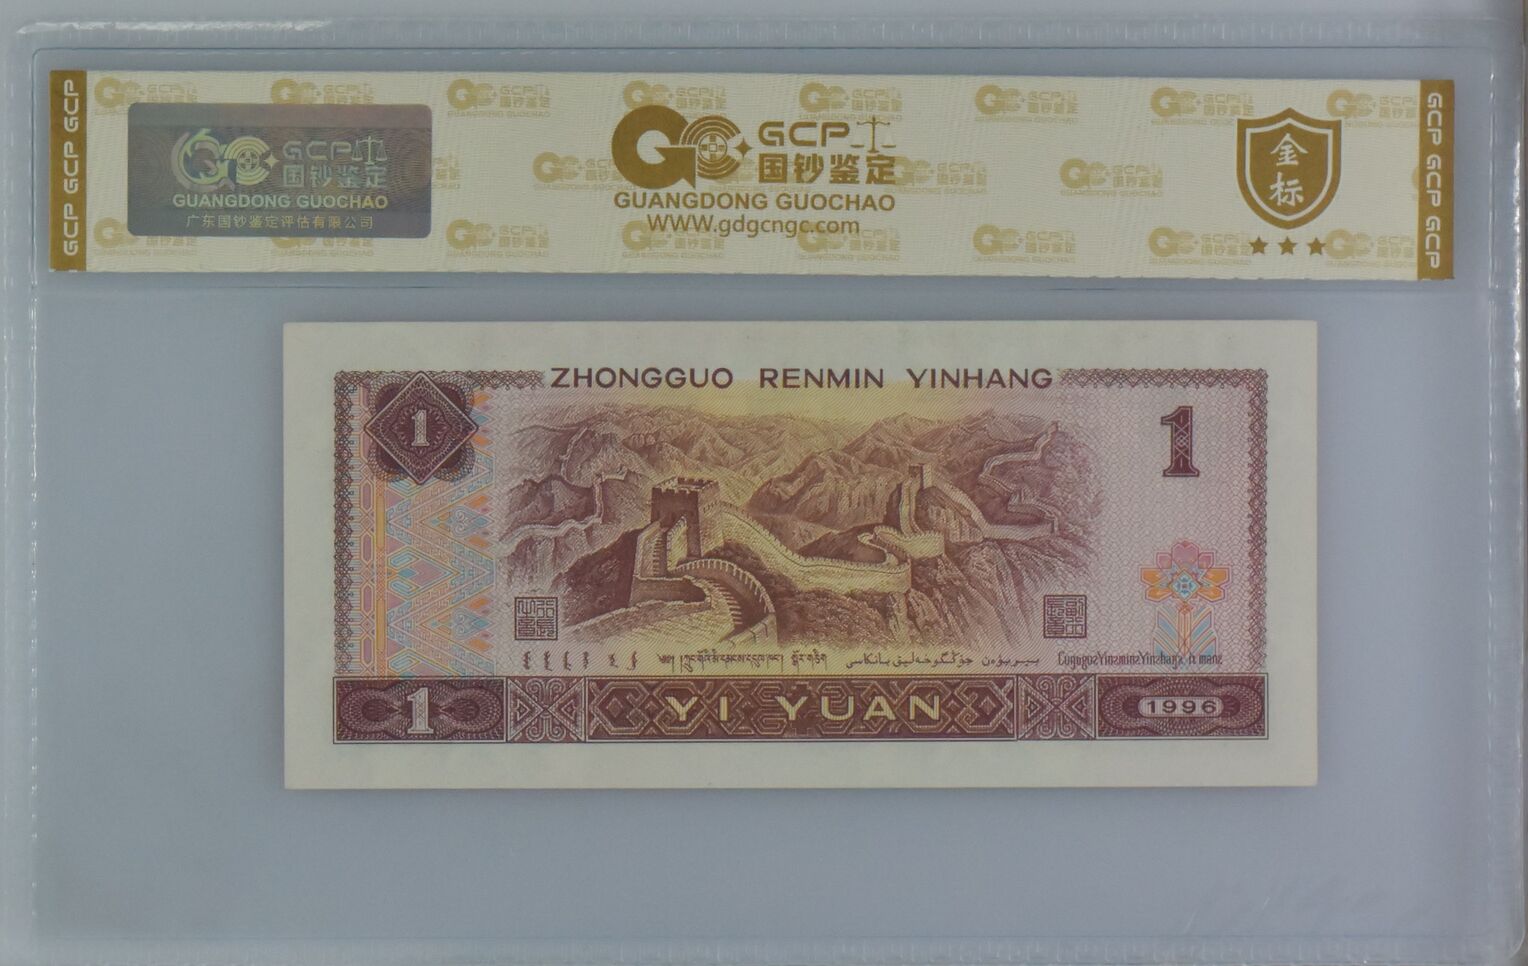 GCP GCP GCP
GCP 国钞鉴定
GUANGDONG GUOCHAO
广东国钞鉴定评估有限公司
GCP
国钞鉴定
GUANGDONG GUOCHAO
WWW.gdgcngc.com
金标
GCP GCP GCP
ZHONGGUO RENMIN YINHANG
1
1
1
YI YUAN
1996